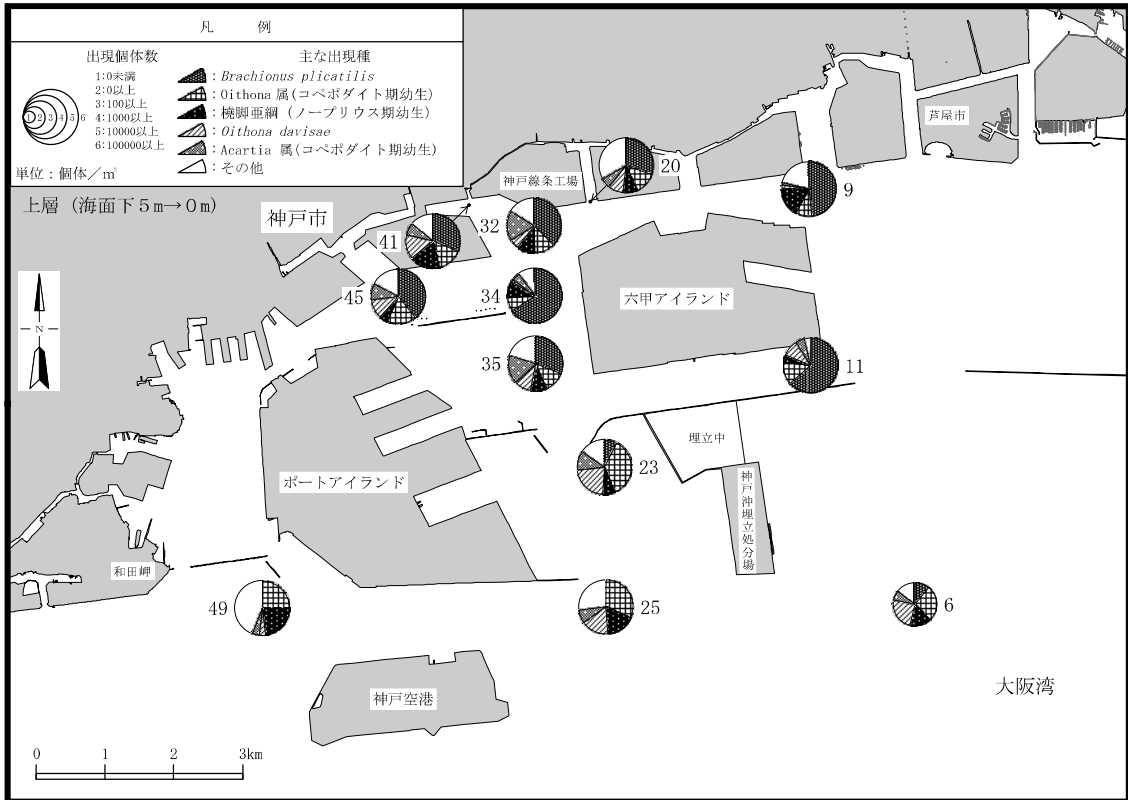 凡 例
出現個体数
1:0未満
2:0以上
3:100以上
4:1000以上
5:10000以上
6:100000以上
1 2 3 4 5 6
単位：個体／㎥
主な出現種
：Brachionus plicatilis
：Oithona 属(コペポダイト期幼生)
：橈脚亜綱 (ノープリウス期幼生)
：Oithona davisae
：Acartia 属(コペポダイト期幼生)
：その他
上層（海面下５m→０m）
神戸市
芦屋市
神戸線条工場
20
9
32
41
45
34
六甲アイランド
N
35
11
埋立中
23
ポートアイランド
神戸沖埋立処分場
和田岬
49
25
6
大阪湾
神戸空港
0 1 2 3km